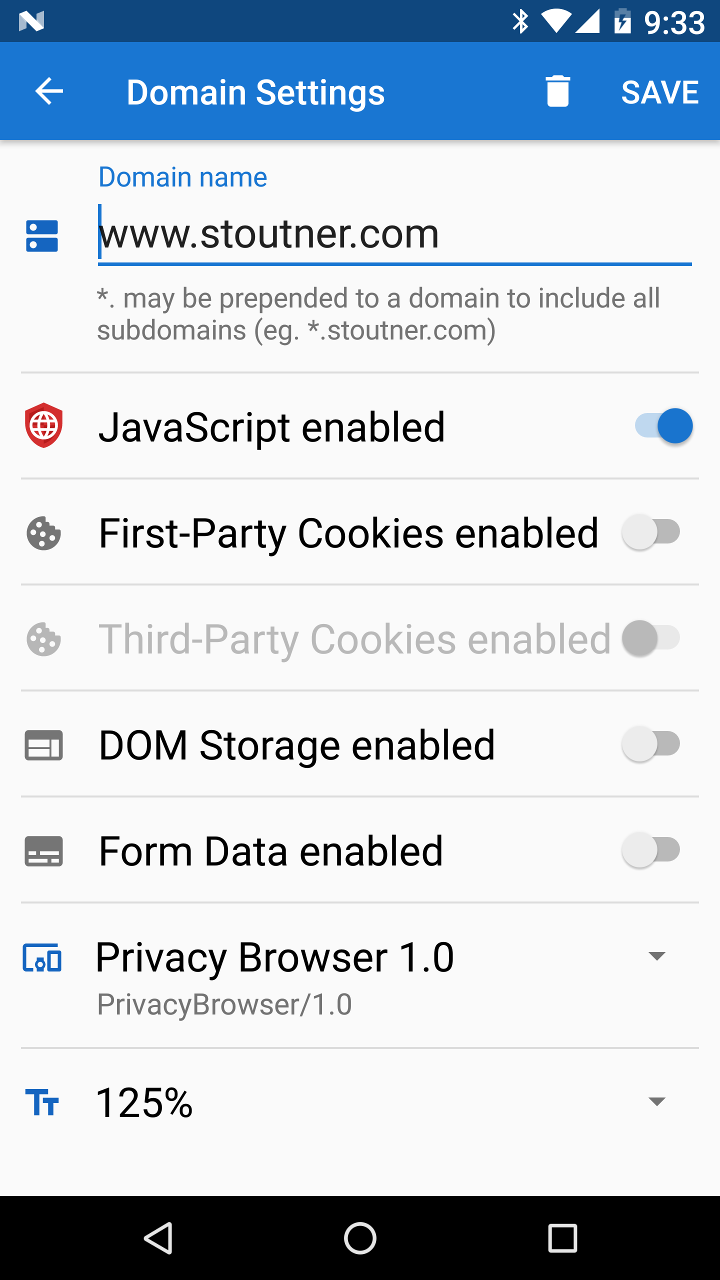 9:33
Domain Settings
SAVE
Domain name
www.stoutner.com
*. may be prepended to a domain to include all
subdomains (eg. *.stoutner.com)
JavaScript enabled
First-Party Cookies enabled
Third-Party Cookies enabled
DOM Storage enabled
Form Data enabled
Privacy Browser 1.0
PrivacyBrowser/1.0
125%